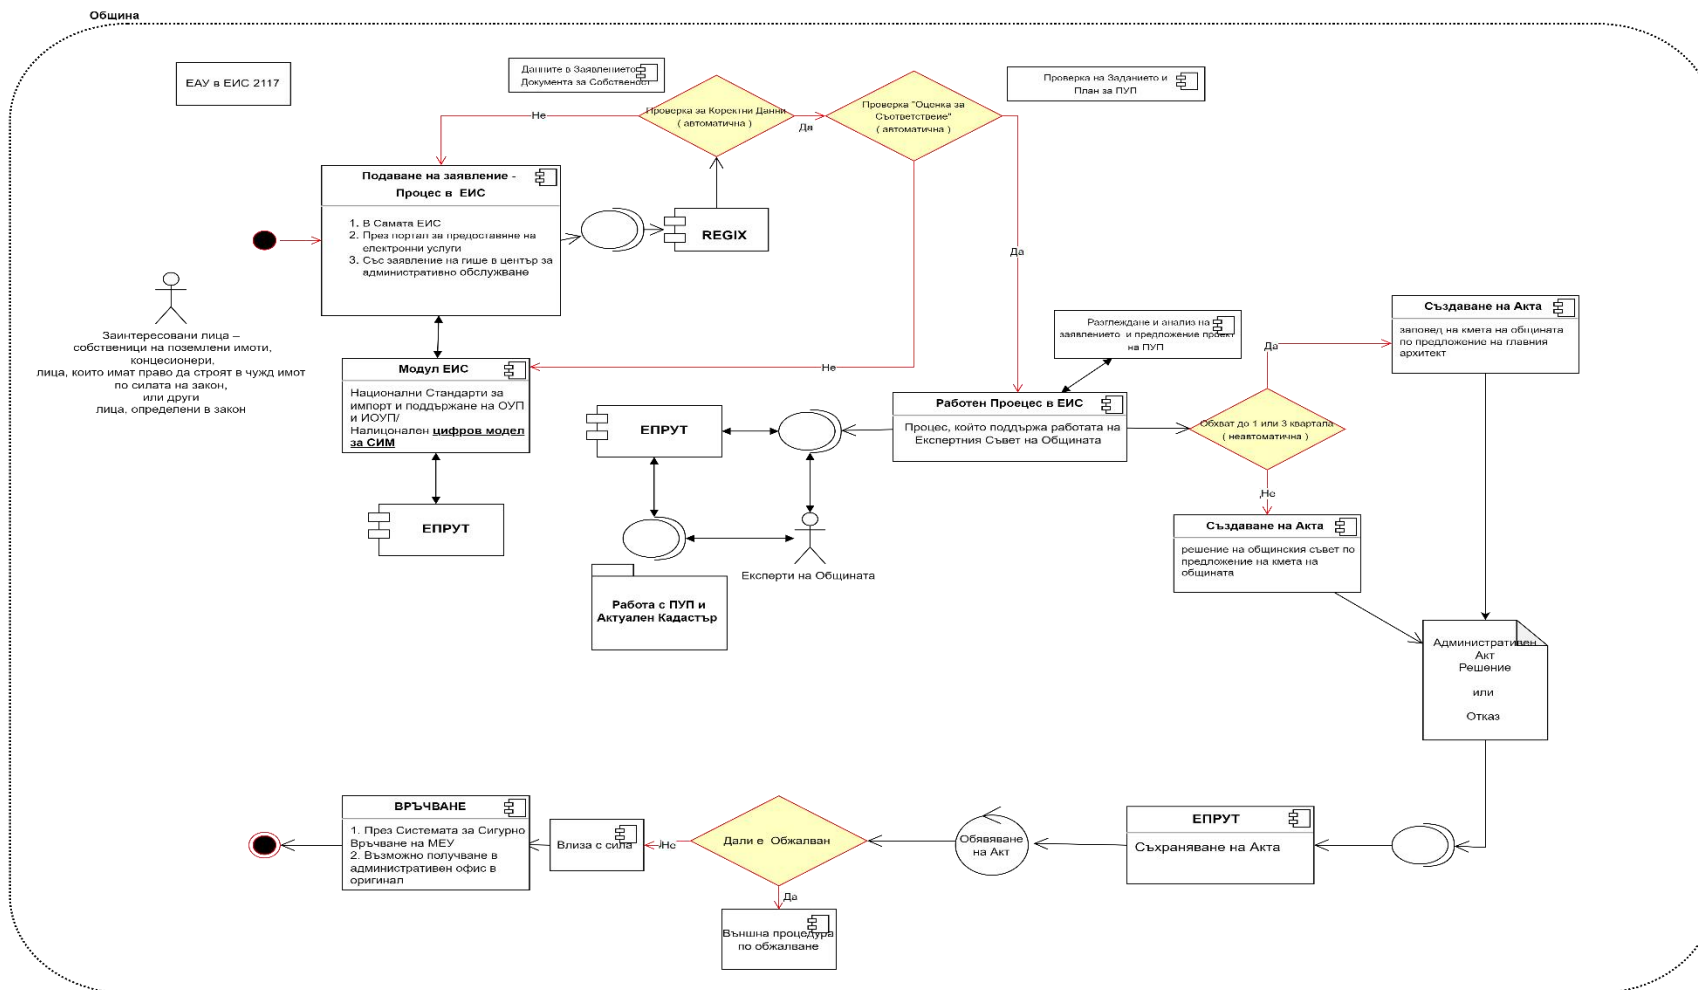 Община
ЕАУ в ЕИС 2117
Данните в Заявлението
Документа за Собственост
Проверка на Заданието и
План за ПУП
Проверка за Коректни Данни
( автоматична )
Проверка "Оценка за
Съответствеие"
( автоматична )
Не
Да
Да
Подаване на заявление -
Процес в ЕИС
1. В Самата ЕИС
2. През портал за предоставяне на
електронни услуги
3. Със заявление на гише в център за
административно обслужване
REGIX
Да
Заинтересовани лица –
собственици на поземлени имоти,
концесионери,
лица, които имат право да строят в чужд имот
по силата на закон,
или други
лица, определени в закон
Модул ЕИС
Национални Стандарти за
импорт и поддържане на ОУП
и ИОУП/
Налиционален цифров модел
за СИМ
Не
ЕПРУТ
Разглеждане и анализ на
заявлението и предложение проект
на ПУП
Създаване на Акта
заповед на кмета на общината
по предложение на главния
архитект
Да
Работен Проецес в ЕИС
Процес, който поддържа работата на
Експертния Съвет на Общината
Обхват до 1 или 3 квартала
( неавтоматична )
ЕПРУТ
Не
Създаване на Акта
решение на общинския съвет по
предложение на кмета на
общината
Експерти на Общината
Работа с ПУП и
Актуален Кадастър
Административен
Акт
Решение
или
Отказ
ВРЪЧВАНЕ
1. През Системата за Сигурно
Връчване на МЕУ
2. Възможно получване в
административен офис в
оригинал
Влиза с сила
Не
Дали е Обжалван
Обявяване
на Акт
ЕПРУТ
Съхраняване на Акта
Да
Външна процедура
по обжалване